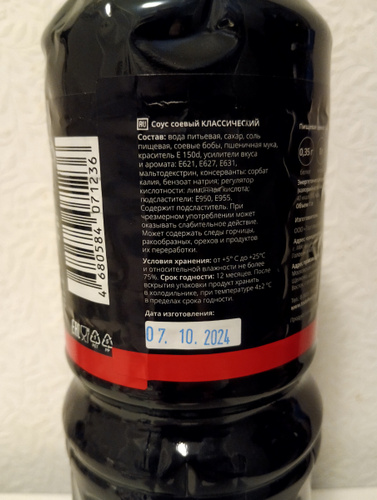 RU Соус соевый КЛАССИЧЕСКИЙ
Состав: вода питьевая, сахар, соль
пищевая, соевые бобы, пшеничная мука,
краситель Е 150d, усилители вкуса
и аромата: Е621, Е627, Е631,
мальтодекстрин, консерванты: сорбат
калия, бензоат натрия; регулятор
кислотности: лимонная кислота;
подсластители: Е950, Е955.
Содержит подсластитель. При
чрезмерном употреблении может
оказывать слабительное действие.
Может содержать следы горчицы,
ракообразных, орехов и продуктов
их переработки.
Условия хранения: от +5° С до +25°С
и относительной влажности не более
75%. Срок годности: 12 месяцев. После
вскрытия упаковки продукт хранить
в холодильнике, при температуре 4±2 °С
в пределах срока годности.
Дата изготовления:
07. 10. 2024
4 680584 071236
EAC
Пищевая
0,35 г